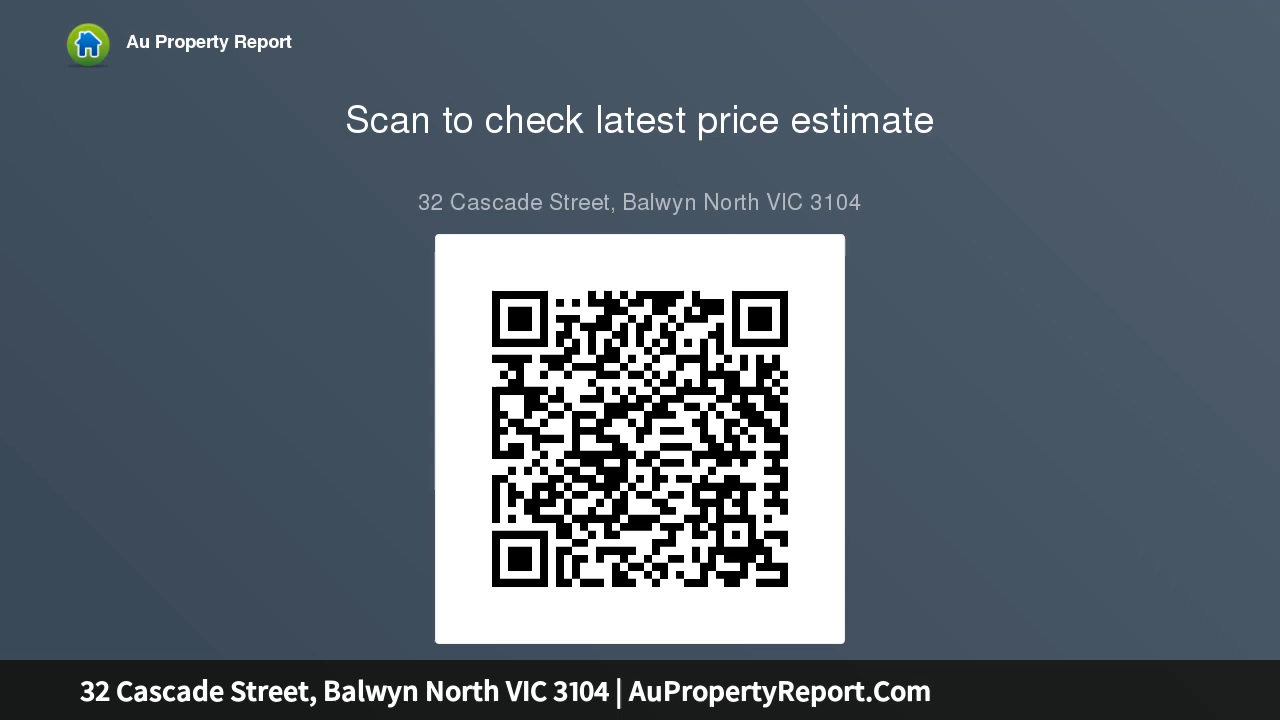 Au Property Report
Scan to check latest price estimate
32 Cascade Street, Balwyn North VIC 3104
32 Cascade Street, Balwyn North VIC 3104 | AuPropertyReport.Com